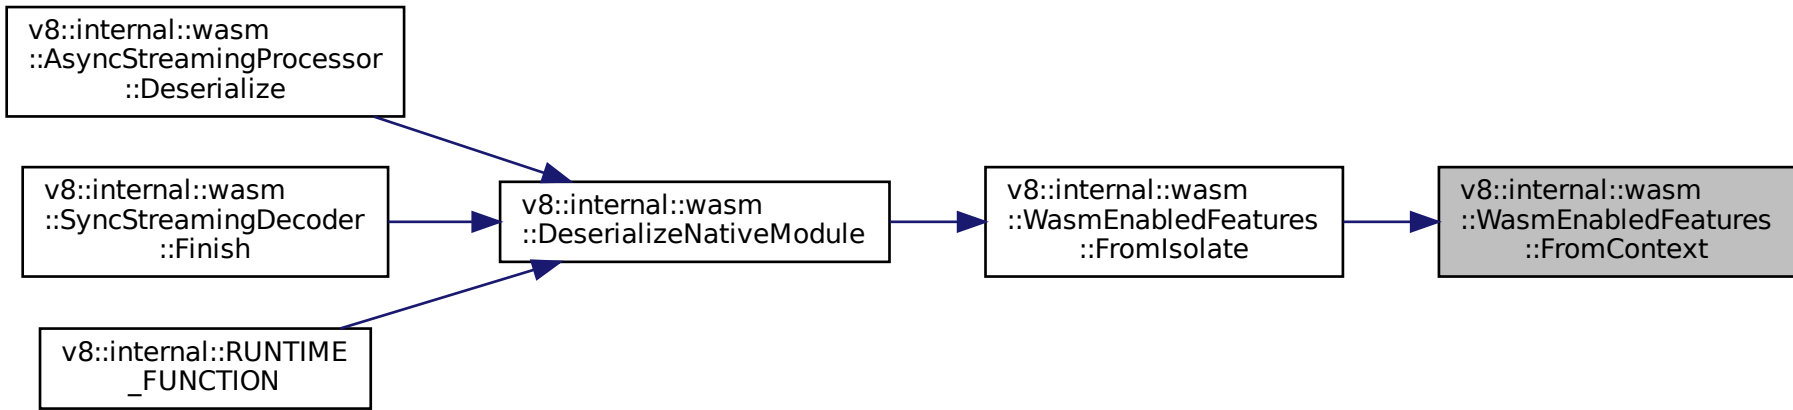 v8::internal::wasm
::AsyncStreamingProcessor
::Deserialize
v8::internal::wasm
::SyncStreamingDecoder
::Finish
v8::internal::RUNTIME
_FUNCTION
v8::internal::wasm
::DeserializeNativeModule
v8::internal::wasm
::WasmEnabledFeatures
::FromIsolate
v8::internal::wasm
::WasmEnabledFeatures
::FromContext